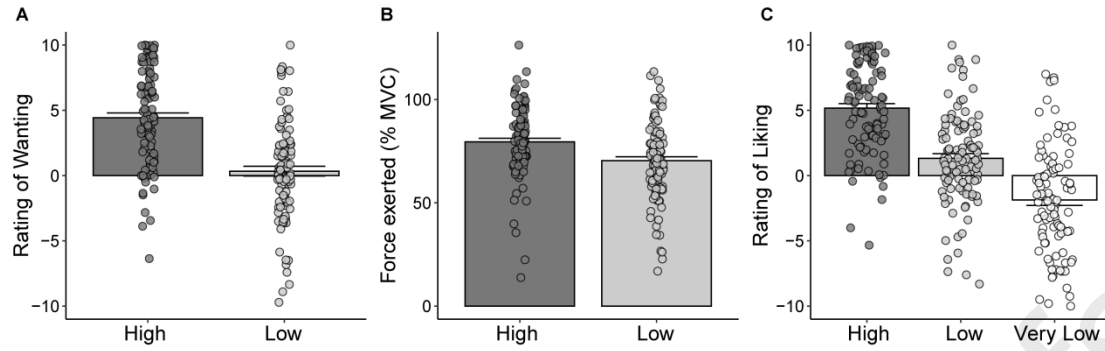 A
Rating of Wanting
10
5
0
−5
−10
High Low
B
Force exerted (% MVC)
100
50
0
High Low
C
Rating of Liking
10
5
0
−5
−10
High Low Very Low